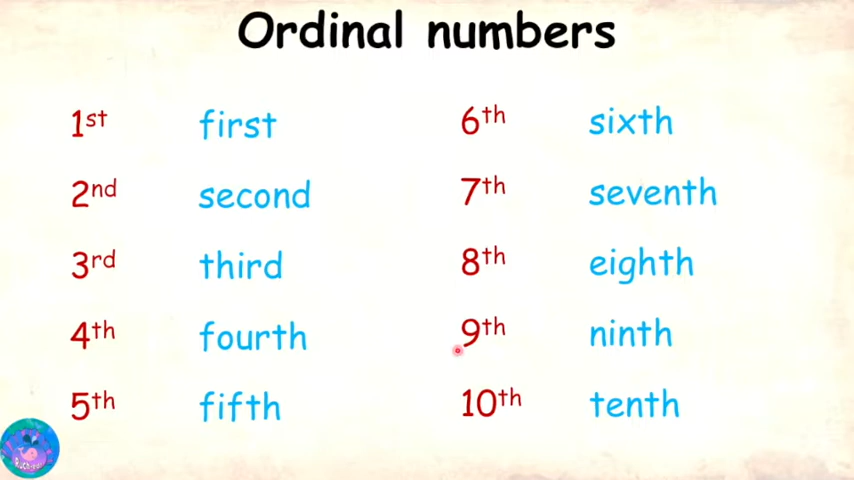 Ordinal numbers
1st first
2nd second
3rd third
4th fourth
5th fifth
6th sixth
7th seventh
8th eighth
9th ninth
10th tenth